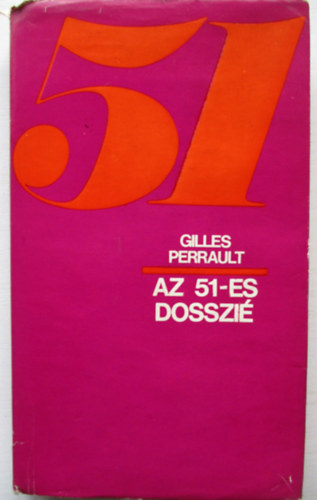 51
GILLES
PERRAULT
AZ 51-ES
DOSSZIÉ